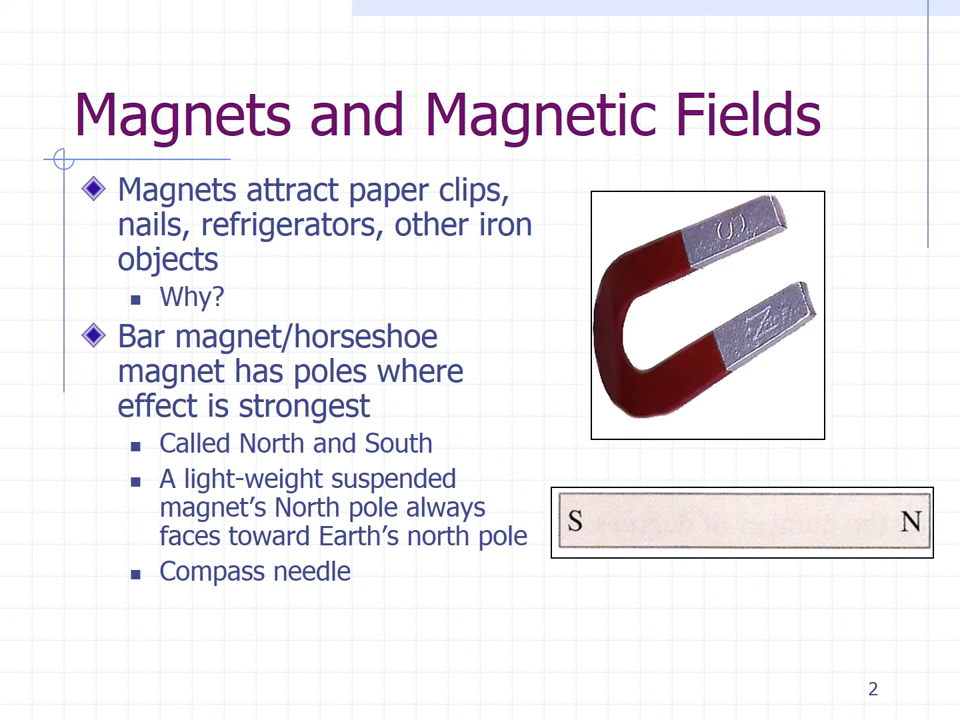 Magnets and Magnetic Fields
Magnets attract paper clips,
nails, refrigerators, other iron
objects
Why?
Bar magnet/horseshoe
magnet has poles where
effect is strongest
Called North and South
A light-weight suspended
magnet's North pole always
faces toward Earth's north pole
Compass needle
S
N
S
N
2